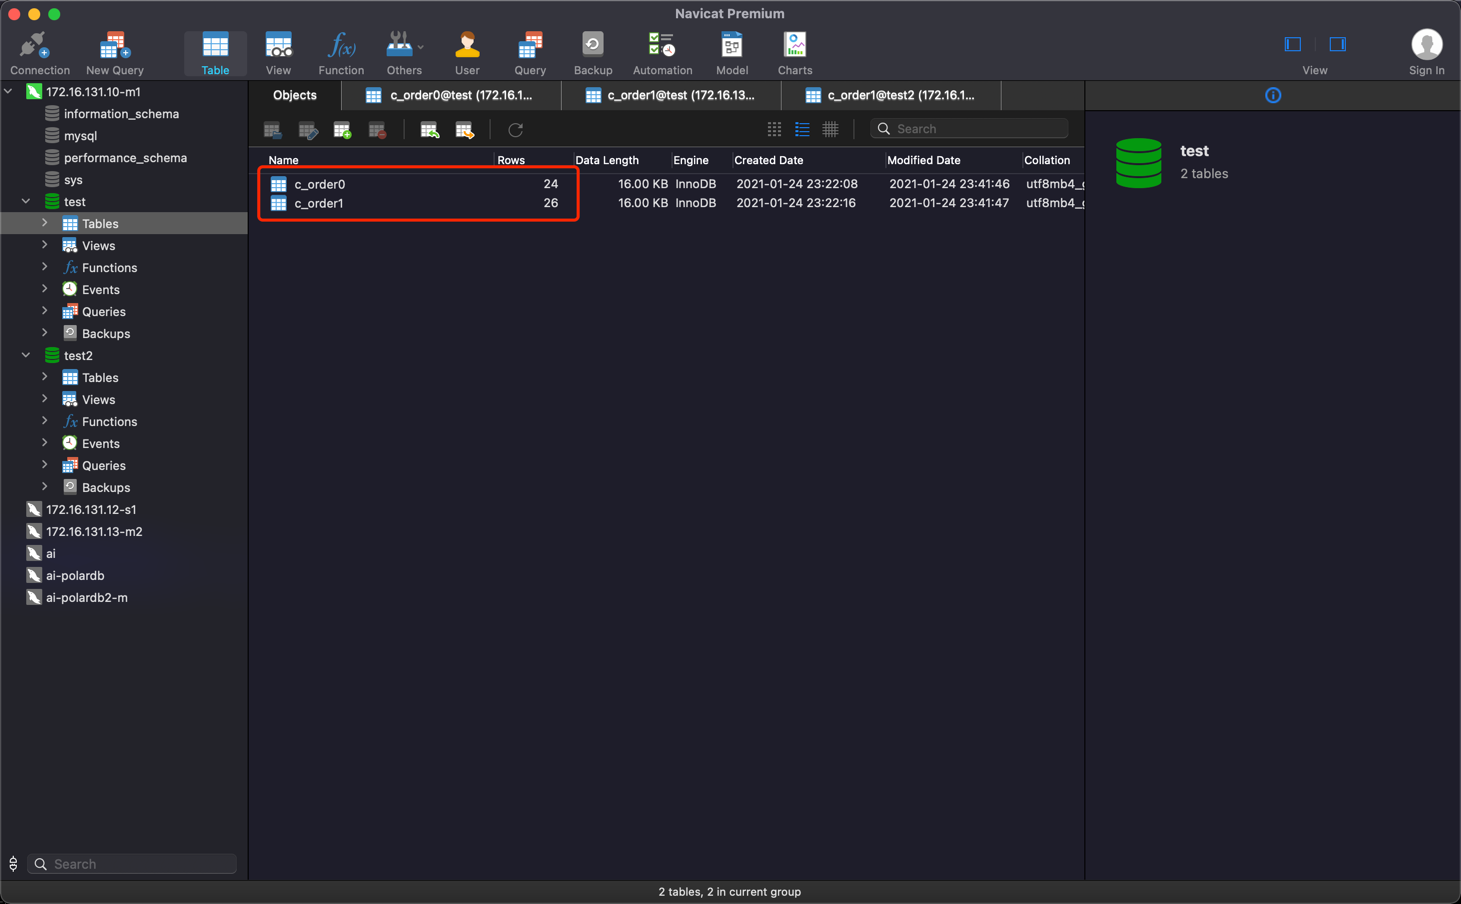 Navicat Premium
Connection
New Query
Table
View
Function
Others
User
Query
Backup
Automation
Model
Charts
View
Sign In
172.16.131.10-m1
information_schema
mysql
performance_schema
sys
test
Tables
Views
Functions
Events
Queries
Backups
test2
Tables
Views
Functions
Events
Queries
Backups
172.16.131.12-s1
172.16.131.13-m2
ai
ai-polardb
ai-polardb2-m
Search
Objects
c_order0@test (172.16.1...
c_order1@test (172.16.13...
c_order1@test2 (172.16.1...
Search
Name Rows Data Length Engine Created Date Modified Date Collation
c_order0 24 16.00 KB InnoDB 2021-01-24 23:22:08 2021-01-24 23:41:46 utf8mb4_
c_order1 26 16.00 KB InnoDB 2021-01-24 23:22:16 2021-01-24 23:41:47 utf8mb4_
test
2 tables
2 tables, 2 in current group